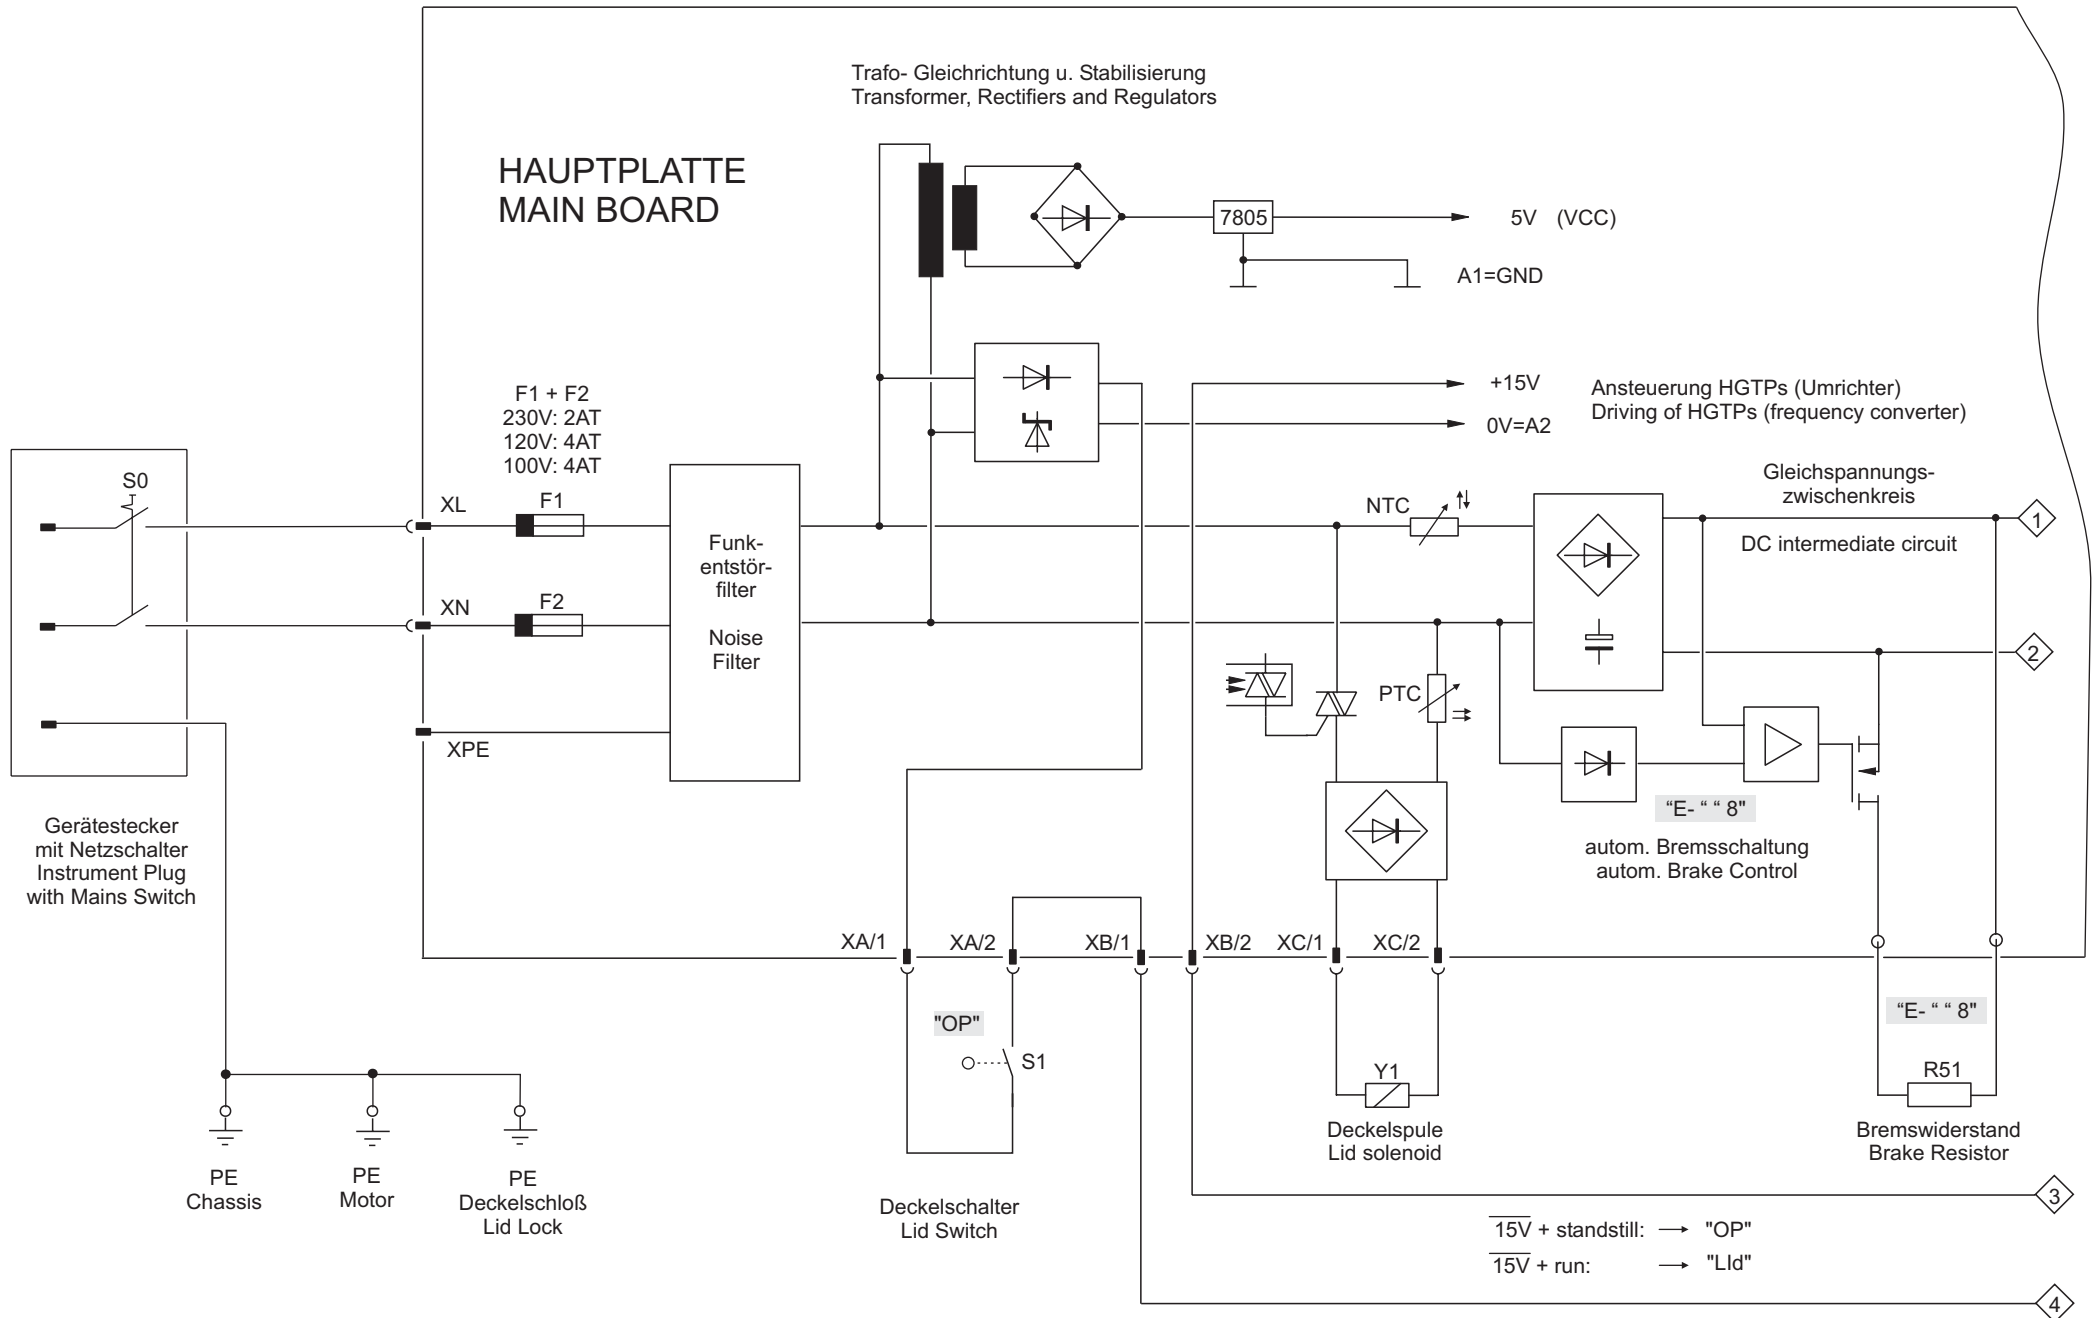 Trafo- Gleichrichtung u. Stabilisierung
Transformer, Rectifiers and Regulators
HAUPTPLATTE
MAIN BOARD
7805
5V (VCC)
A1=GND
+15V
0V=A2
Ansteuerung HGTPs (Umrichter)
Driving of HGTPs (frequency converter)
F1 + F2
230V: 2AT
120V: 4AT
100V: 4AT
S0
XL
F1
XN
F2
XPE
Funk-
entstör-
filter
Noise
Filter
NTC
Gleichspannungs-
zwischenkreis
DC intermediate circuit
1
2
PTC
“E- “ “ 8"
autom. Bremsschaltung
autom. Brake Control
Gerätestecker
mit Netzschalter
Instrument Plug
with Mains Switch
XA/1
XA/2
XB/1
XB/2
XC/1
XC/2
"OP"
S1
Y1
“E- “ “ 8"
R51
Deckelspule
Lid solenoid
Bremswiderstand
Brake Resistor
PE
Chassis
PE
Motor
PE
Deckelschloß
Lid Lock
Deckelschalter
Lid Switch
3
15V + standstill: → "OP"
15V + run: → "LId"
4